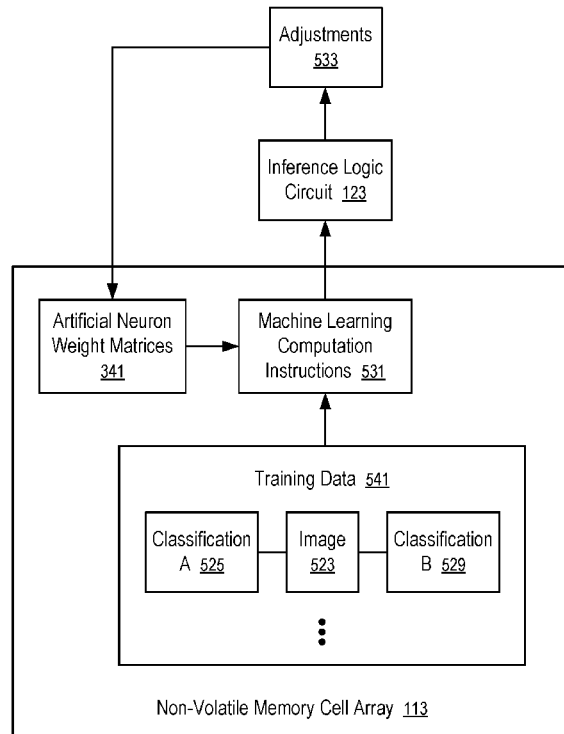 Adjustments
533
Inference Logic
Circuit 123
Artificial Neuron
Weight Matrices
341
Machine Learning
Computation
Instructions 531
Training Data 541
Classification
A 525
Image
523
Classification
B 529
Non-Volatile Memory Cell Array 113